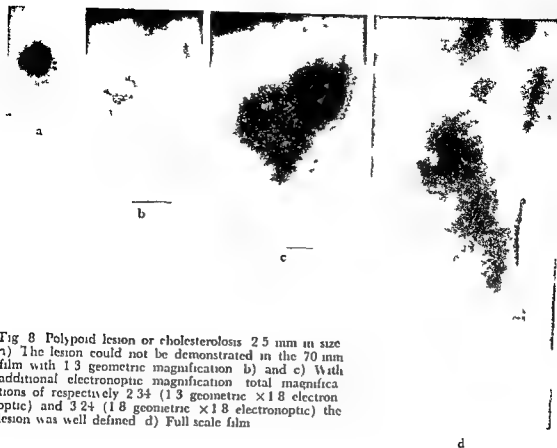 a
b
c
Fig 8 Polypoid lesion or cholesterolosis 2 5 mm in size
a) The lesion could not be demonstrated in the 70 mm
film with 1 3 geometric magnification b) and c) With
additional electronoptic magnification total magnifica
tions of respectively 2 34 (1 3 geometric ×1 8 electron
optic) and 3 24 (1 8 geometric ×1 8 electronoptic) the
lesion was well defined d) Full scale film
d